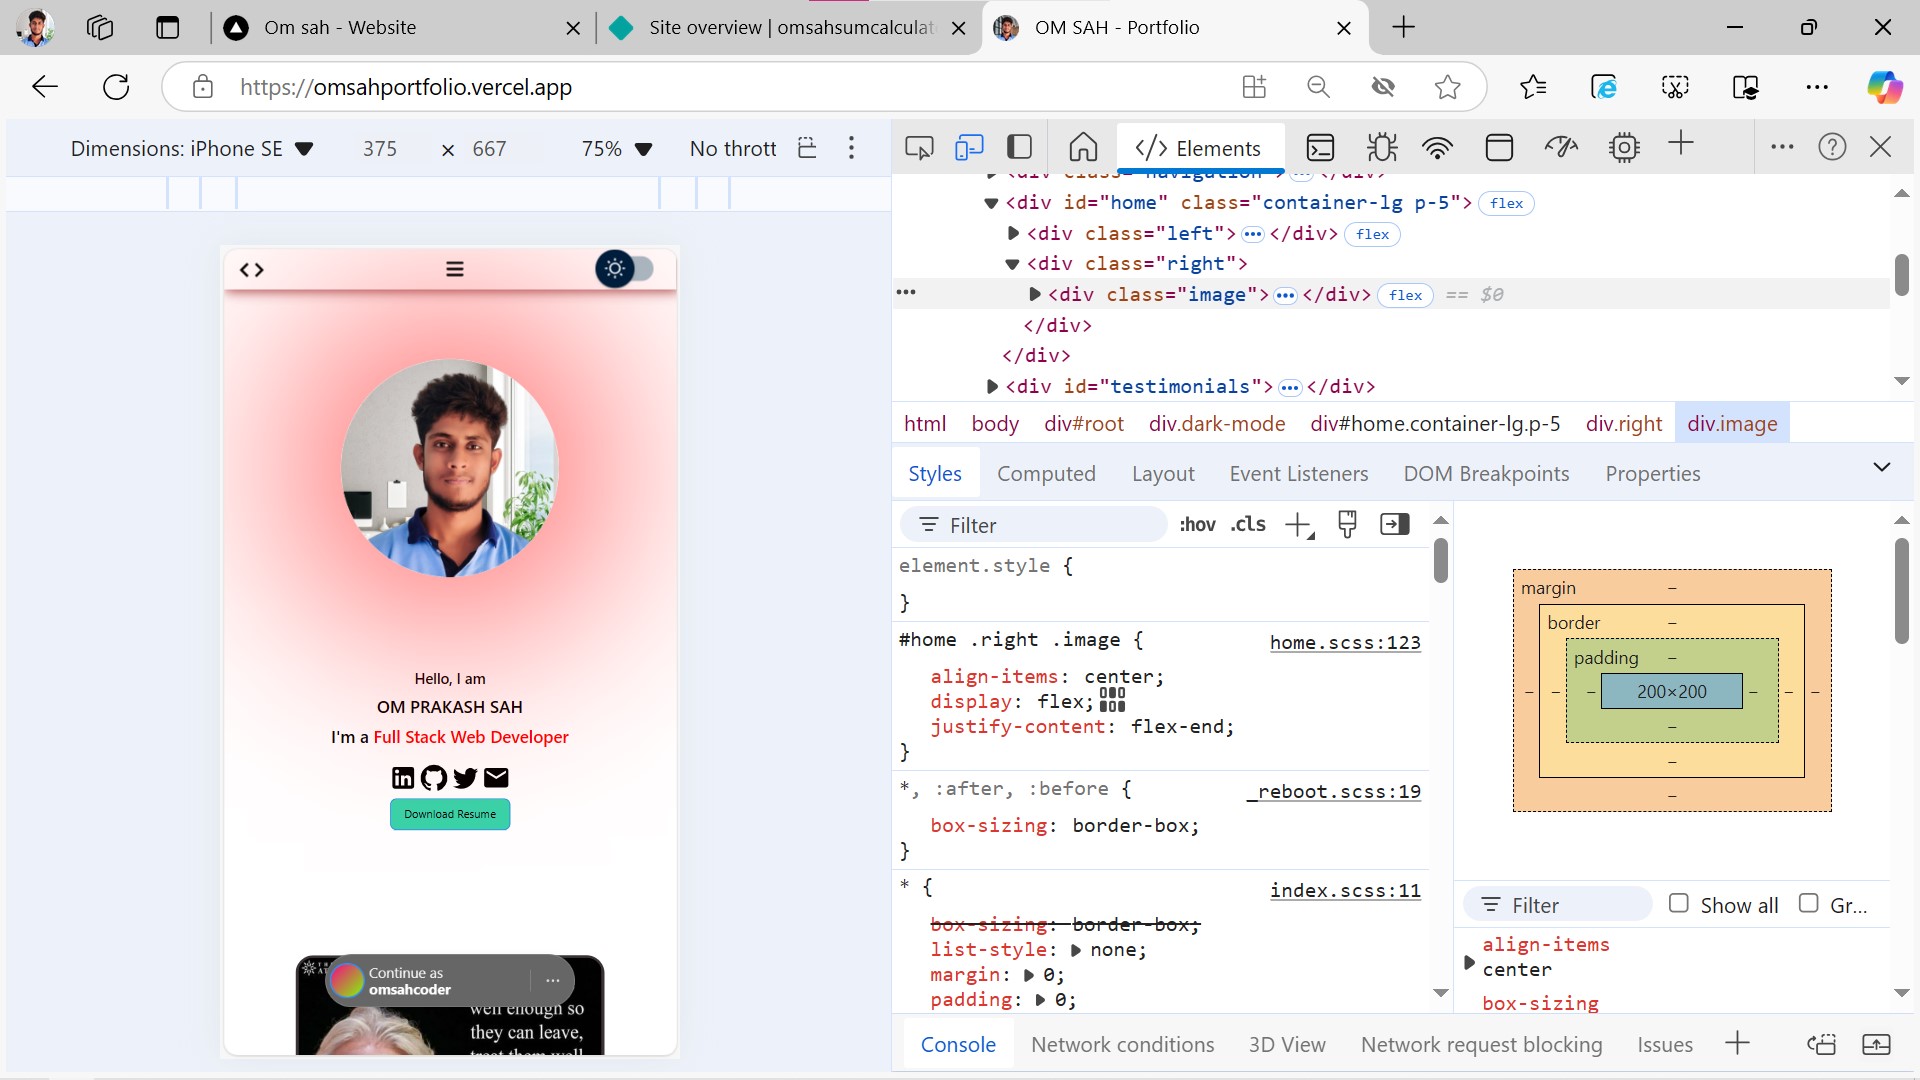 Om sah - Website
Site overview | omsahsumcalculat
OM SAH - Portfolio
https://omsahportfolio.vercel.app
Dimensions: iPhone SE 375 × 667 75% No thrott
Elements
<div class="navigation">…</div>
<div id="home" class="container-lg p-5"> flex
<div class="left">…</div> flex
<div class="right">
<div class="image">…</div> flex == $0
</div>
</div>
<div id="testimonials">…</div>
html body div#root div.dark-mode div#home.container-lg.p-5 div.right div.image
Styles Computed Layout Event Listeners DOM Breakpoints Properties
Filter :hov .cls
element.style {
}
#home .right .image { home.scss:123
align-items: center;
display: flex;
justify-content: flex-end;
}
*, :after, :before { _reboot.scss:19
box-sizing: border-box;
}
* { index.scss:11
box-sizing: border-box;
list-style: none;
margin: 0;
padding: 0;
margin –
border –
padding –
– – – 200×200 – – –
–
–
–
Filter Show all Gr...
align-items
center
box-sizing
Console Network conditions 3D View Network request blocking Issues
Hello, I am
OM PRAKASH SAH
I'm a Full Stack Web Developer
Download Resume
Continue as
omsahcoder
well enough so
they can leave,
treat them well